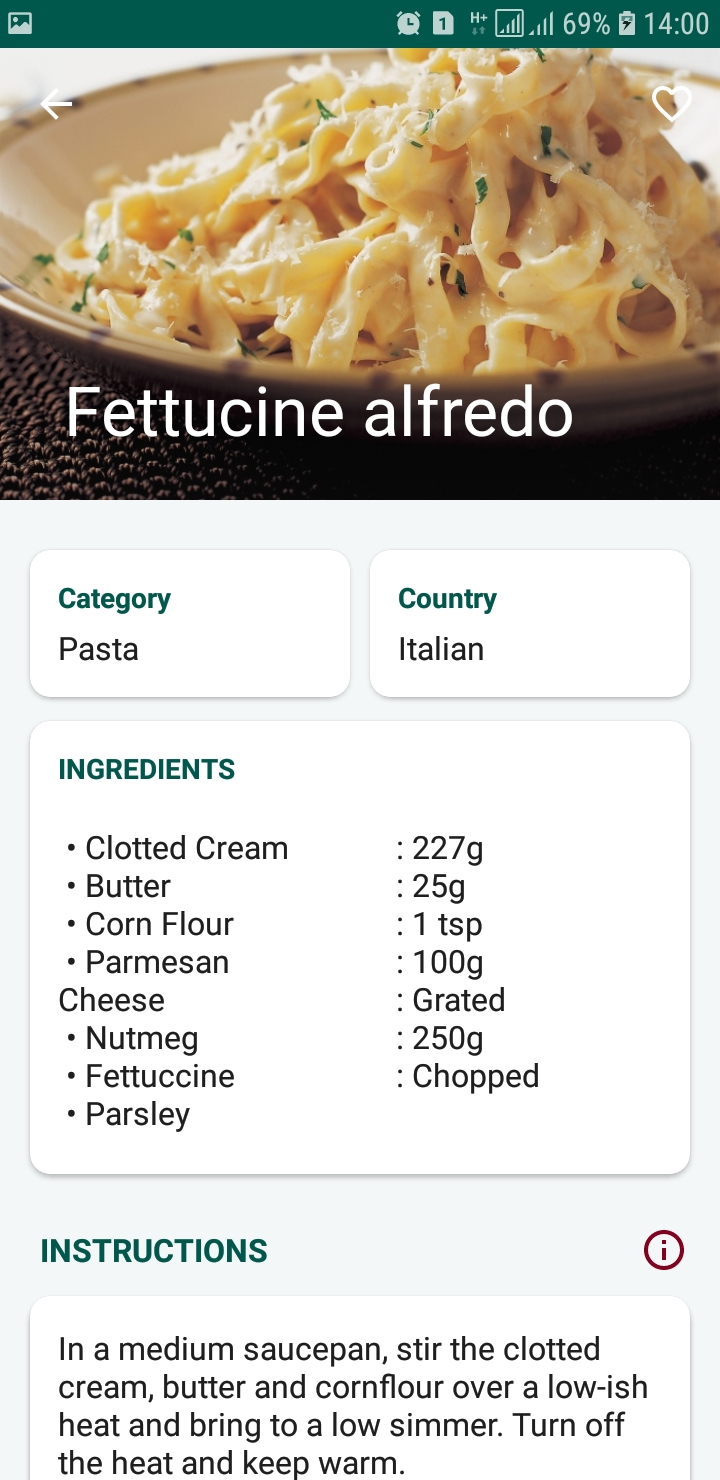 1 H+ 69% 14:00
Fettucine alfredo
Category
Country
Pasta
Italian
INGREDIENTS
• Clotted Cream : 227g
• Butter : 25g
• Corn Flour : 1 tsp
• Parmesan : 100g
Cheese : Grated
• Nutmeg : 250g
• Fettuccine : Chopped
• Parsley
INSTRUCTIONS
In a medium saucepan, stir the clotted
cream, butter and cornflour over a low-ish
heat and bring to a low simmer. Turn off
the heat and keep warm.